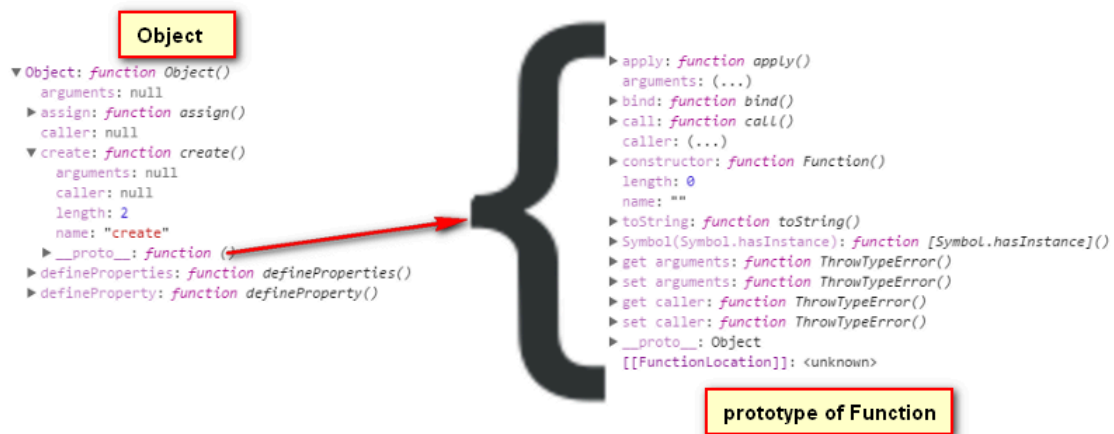 Object
▼Object: function Object()
arguments: null
▶assign: function assign()
caller: null
▼create: function create()
arguments: null
caller: null
length: 2
name: "create"
▶__proto__: function ()
▶defineProperties: function defineProperties()
▶defineProperty: function defineProperty()
{
▶apply: function apply()
arguments: (...)
▶bind: function bind()
▶call: function call()
caller: (...)
▶constructor: function Function()
length: 0
name: ""
▶toString: function toString()
▶Symbol(Symbol.hasInstance): function [Symbol.hasInstance]()
▶get arguments: function ThrowTypeError()
▶set arguments: function ThrowTypeError()
▶get caller: function ThrowTypeError()
▶set caller: function ThrowTypeError()
▶__proto__: Object
[[FunctionLocation]]: <unknown>
prototype of Function